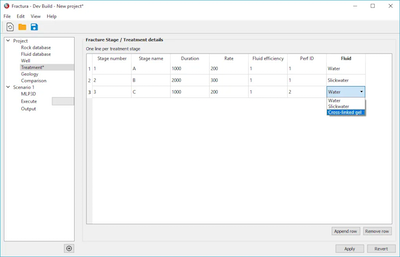 Fractura - Dev Build - New project*
File Edit View Help
Project
Rock database
Fluid database
Well
Treatment*
Geology
Comparison
Scenario 1
MLP3D
Execute
Output
Fracture Stage / Treatment details
One line per treatment stage
Stage number Stage name Duration Rate Fluid efficiency Perf ID Fluid
1 1 A 1000 200 1 1 Water
2 2 B 2000 300 1 1 Slickwater
3 3 C 1000 200 1 2 Water
Water
Slickwater
Cross-linked gel
Append row Remove row
Apply Revert